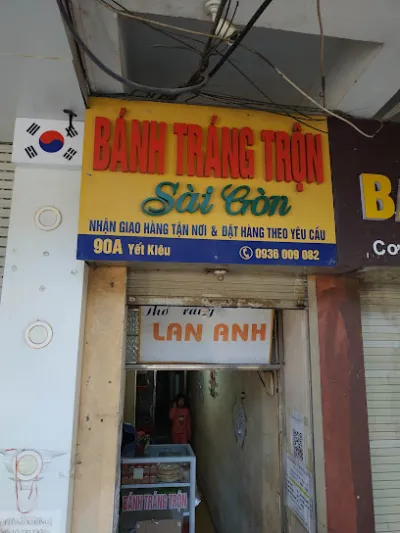 BÁNH TRÁNG TRỘN
Sài Gòn
NHẬN GIAO HÀNG TẬN NƠI & ĐẶT HÀNG THEO YÊU CẦU
90A Yết Kiêu
0936 009 082
LAN ANH
BÁNH TRÁNG TRỘN